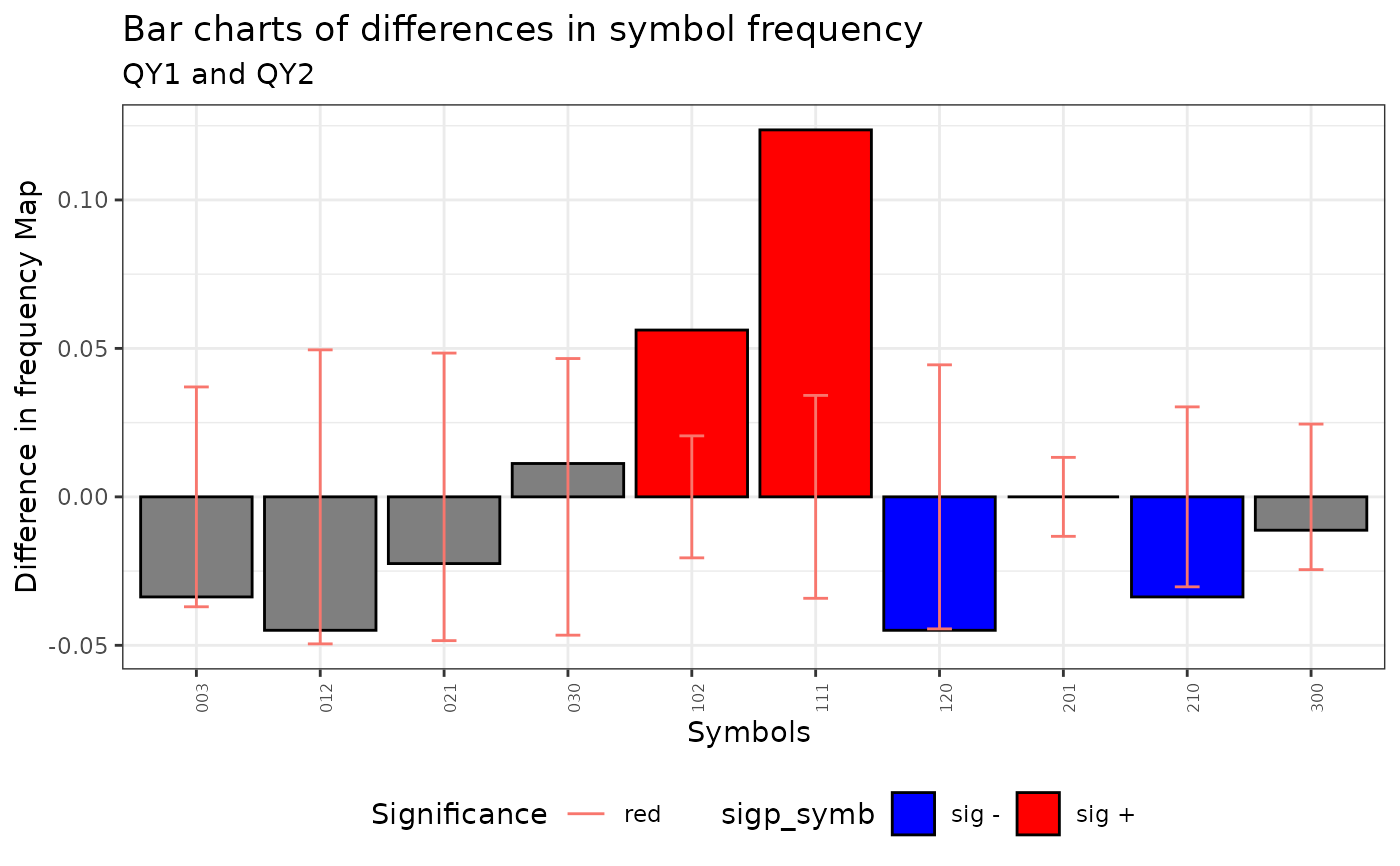 Bar charts of differences in symbol frequency
QY1 and QY2
Difference in frequency Map
0.10
0.05
0.00
-0.05
003 012 021 030 102 111 120 201 210 300
Symbols
Significance red sigp_symb sig - sig +